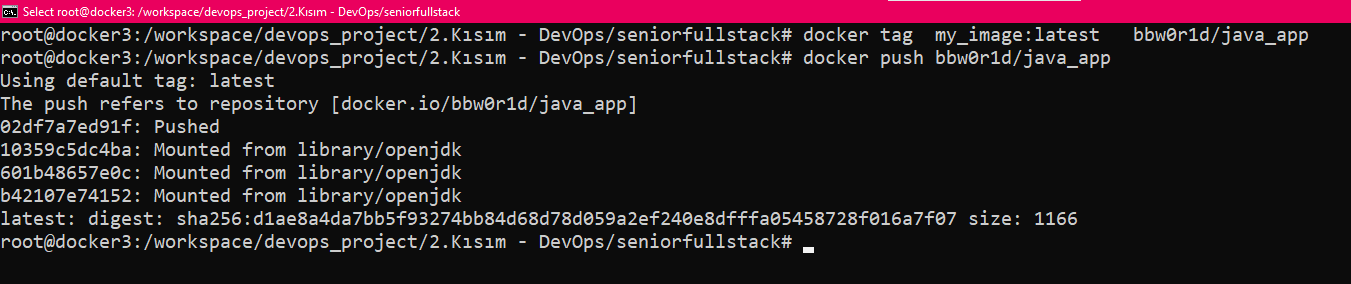 Select root@docker3: /workspace/devops_project/2.Kısım - DevOps/seniorfullstack
root@docker3:/workspace/devops_project/2.Kısım - DevOps/seniorfullstack# docker tag  my_image:latest   bbw0r1d/java_app
root@docker3:/workspace/devops_project/2.Kısım - DevOps/seniorfullstack# docker push bbw0r1d/java_app
Using default tag: latest
The push refers to repository [docker.io/bbw0r1d/java_app]
02df7a7ed91f: Pushed
10359c5dc4ba: Mounted from library/openjdk
601b48657e0c: Mounted from library/openjdk
b42107e74152: Mounted from library/openjdk
latest: digest: sha256:d1ae8a4da7bb5f93274bb84d68d78d059a2ef240e8dfffa05458728f016a7f07 size: 1166
root@docker3:/workspace/devops_project/2.Kısım - DevOps/seniorfullstack#